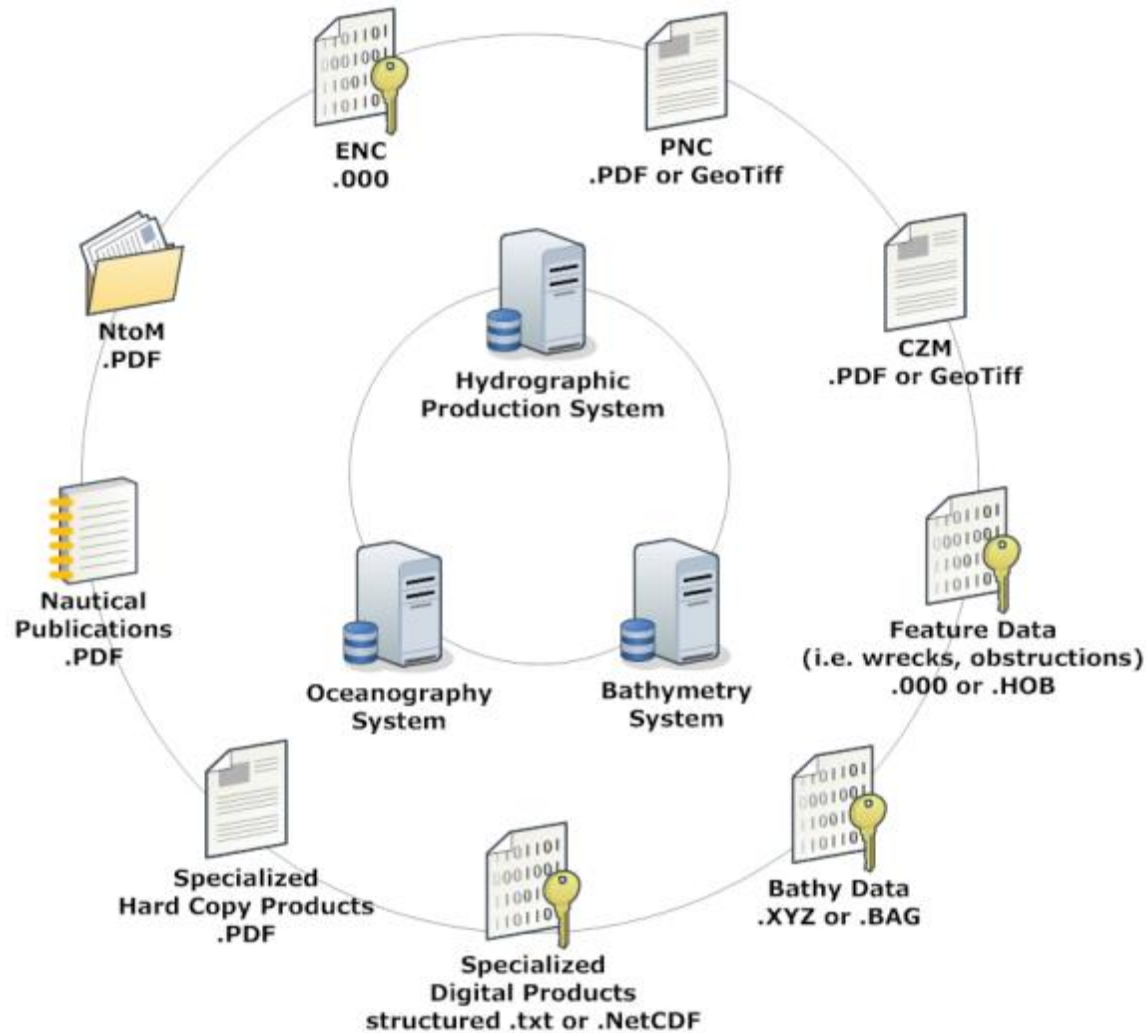 ENC
.000
PNC
.PDF or GeoTiff
NtoM
.PDF
CZM
.PDF or GeoTiff
Hydrographic
Production System
Nautical
Publications
.PDF
Feature Data
(i.e. wrecks, obstructions)
.000 or .HOB
Oceanography
System
Bathymetry
System
Specialized
Hard Copy Products
.PDF
Bathy Data
.XYZ or .BAG
Specialized
Digital Products
structured .txt or .NetCDF